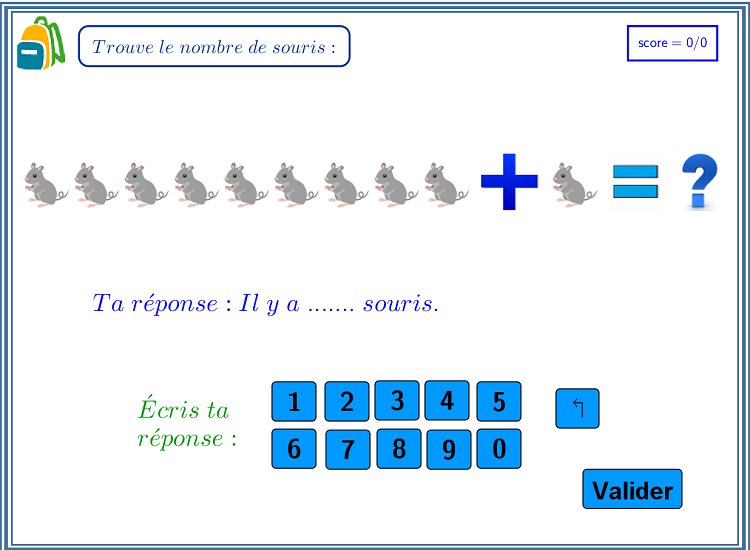 Trouve le nombre de souris :
score = 0/0
+ = ?
Ta réponse : Il y a ....... souris.
Écris ta
réponse :
1 2 3 4 5
6 7 8 9 0
↰
Valider